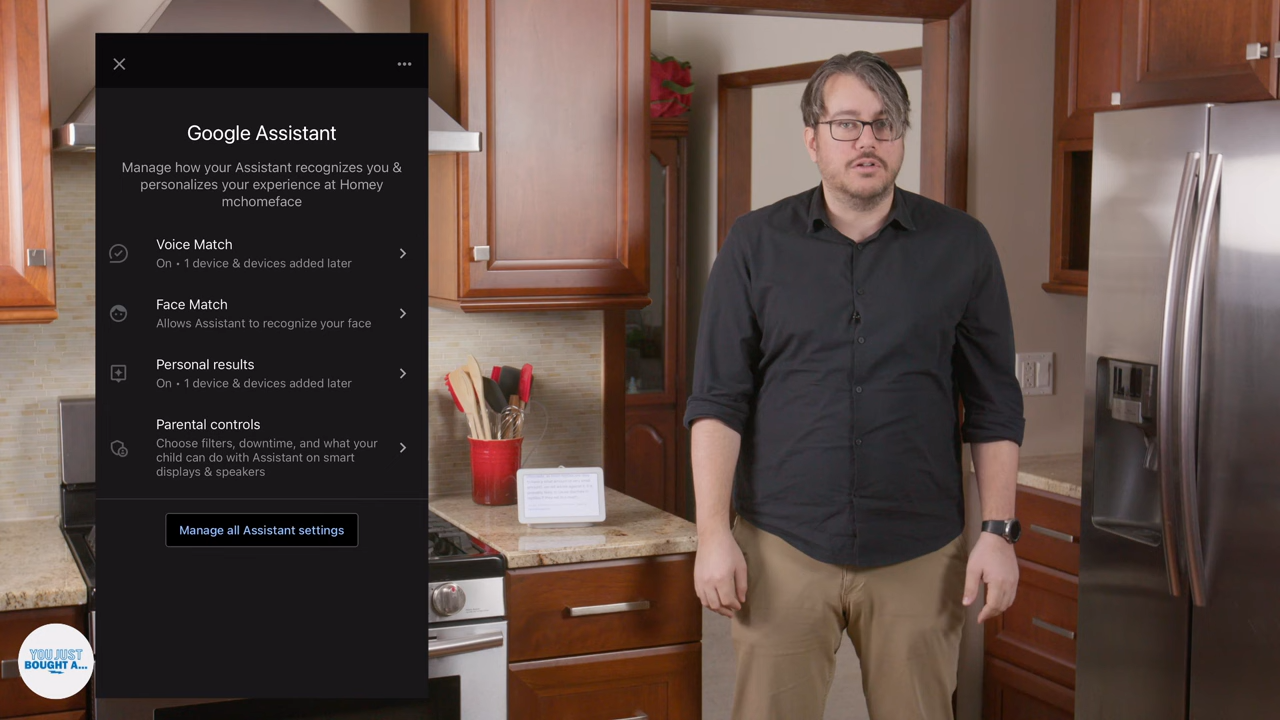 Google Assistant
Manage how your Assistant recognizes you &
personalizes your experience at Homey
mchomeface
Voice Match
On • 1 device & devices added later
Face Match
Allows Assistant to recognize your face
Personal results
On • 1 device & devices added later
Parental controls
Choose filters, downtime, and what your
child can do with Assistant on smart
displays & speakers
Manage all Assistant settings
YOU JUST
BOUGHT A...